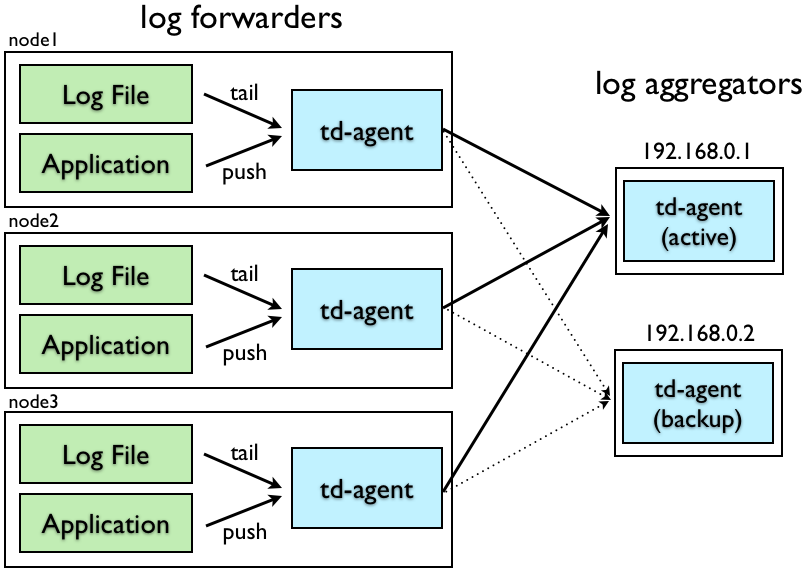 log forwarders
node1
Log File
tail
td-agent
Application
push
node2
Log File
tail
td-agent
Application
push
node3
Log File
tail
td-agent
Application
push
log aggregators
192.168.0.1
td-agent
(active)
192.168.0.2
td-agent
(backup)